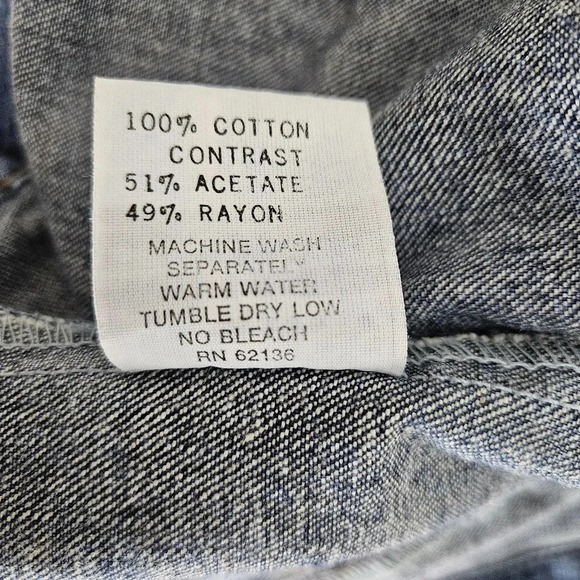 100% COTTON
CONTRAST
51% ACETATE
49% RAYON
MACHINE WASH
SEPARATELY
WARM WATER
TUMBLE DRY LOW
NO BLEACH
RN 62136